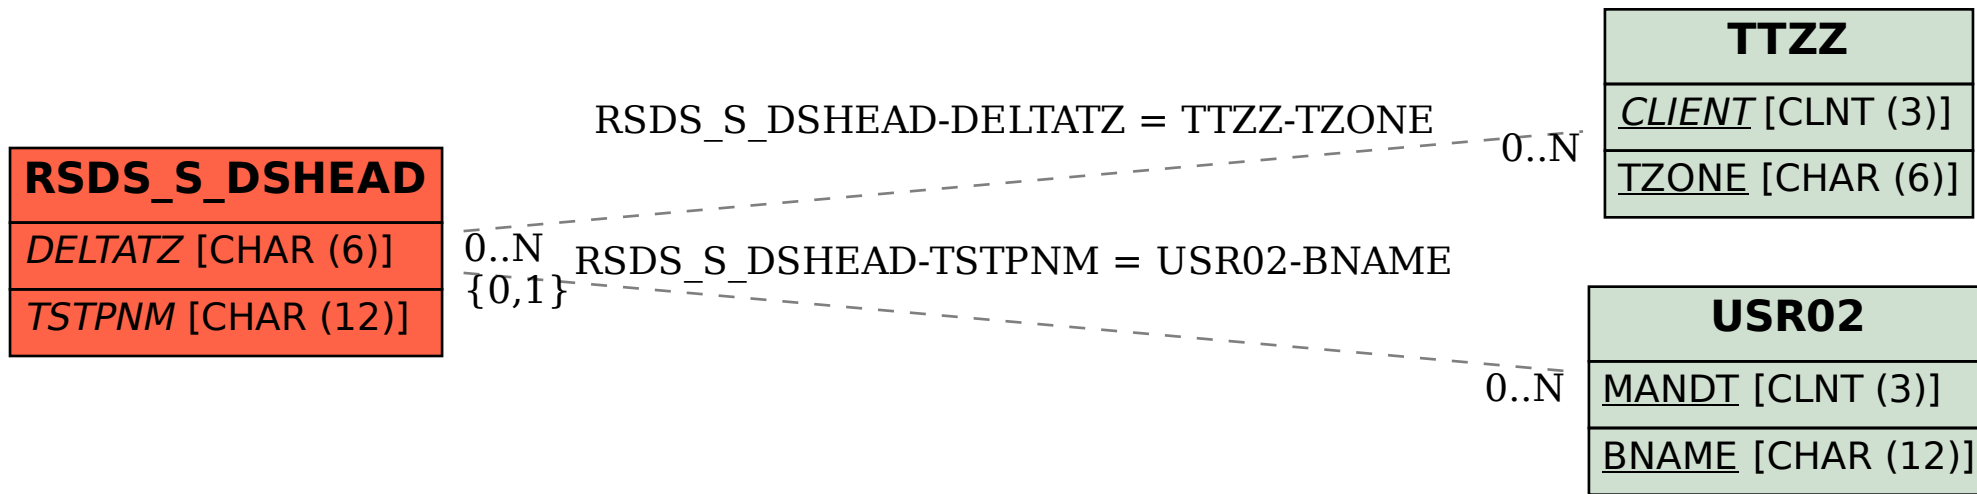 TTZZ
CLIENT [CLNT (3)]
TZONE [CHAR (6)]
RSDS_S_DSHEAD-DELTATZ = TTZZ-TZONE
0..N
RSDS_S_DSHEAD
DELTATZ [CHAR (6)]
TSTPNM [CHAR (12)]
0..N
{0,1}
RSDS_S_DSHEAD-TSTPNM = USR02-BNAME
0..N
USR02
MANDT [CLNT (3)]
BNAME [CHAR (12)]